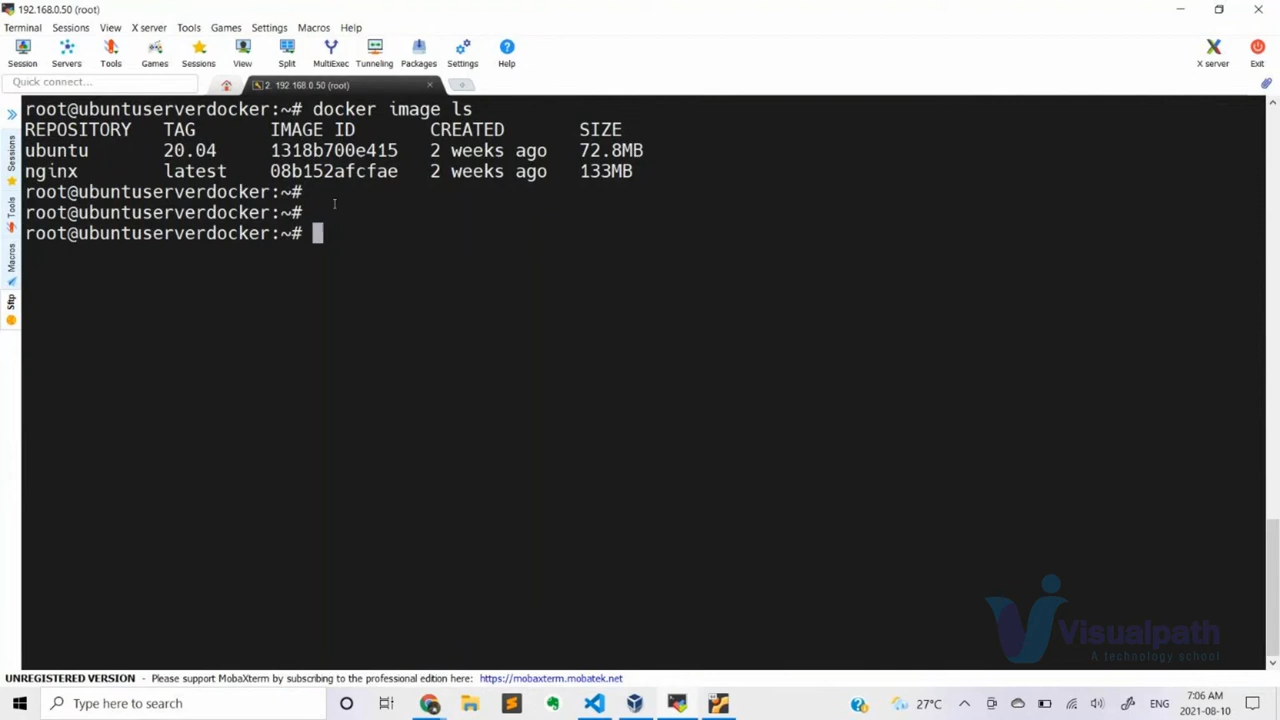 192.168.0.50 (root)
Terminal Sessions View X server Tools Games Settings Macros Help
Session Servers Tools Games Sessions View Split MultiExec Tunneling Packages Settings Help X server Exit
Quick connect...
2. 192.168.0.50 (root)
Sessions
Tools
Macros
Sftp
root@ubuntuserverdocker:~# docker image ls
REPOSITORY TAG IMAGE ID CREATED SIZE
ubuntu 20.04 1318b700e415 2 weeks ago 72.8MB
nginx latest 08b152afcfae 2 weeks ago 133MB
root@ubuntuserverdocker:~#
root@ubuntuserverdocker:~#
root@ubuntuserverdocker:~#
Visualpath
A technology school
UNREGISTERED VERSION - Please support MobaXterm by subscribing to the professional edition here: https://mobaxterm.mobatek.net
Type here to search
27°C
ENG
7:06 AM
2021-08-10